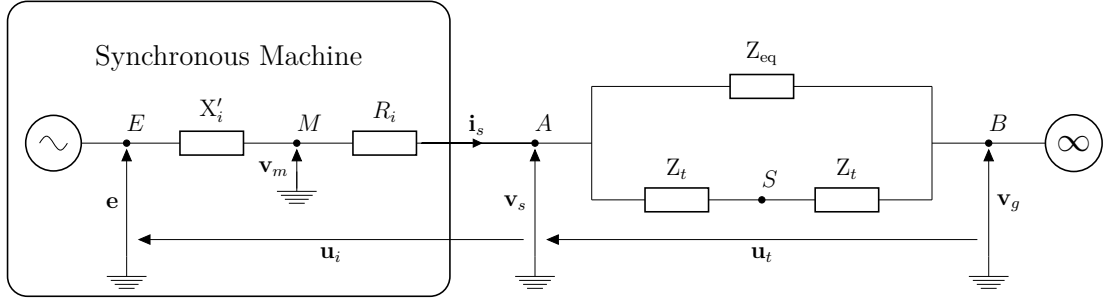 Synchronous Machine
Z_eq
E
X'_i
M
R_i
i_s
A
B
∞
v_m
Z_t
S
Z_t
e
v_s
v_g
u_i
u_t